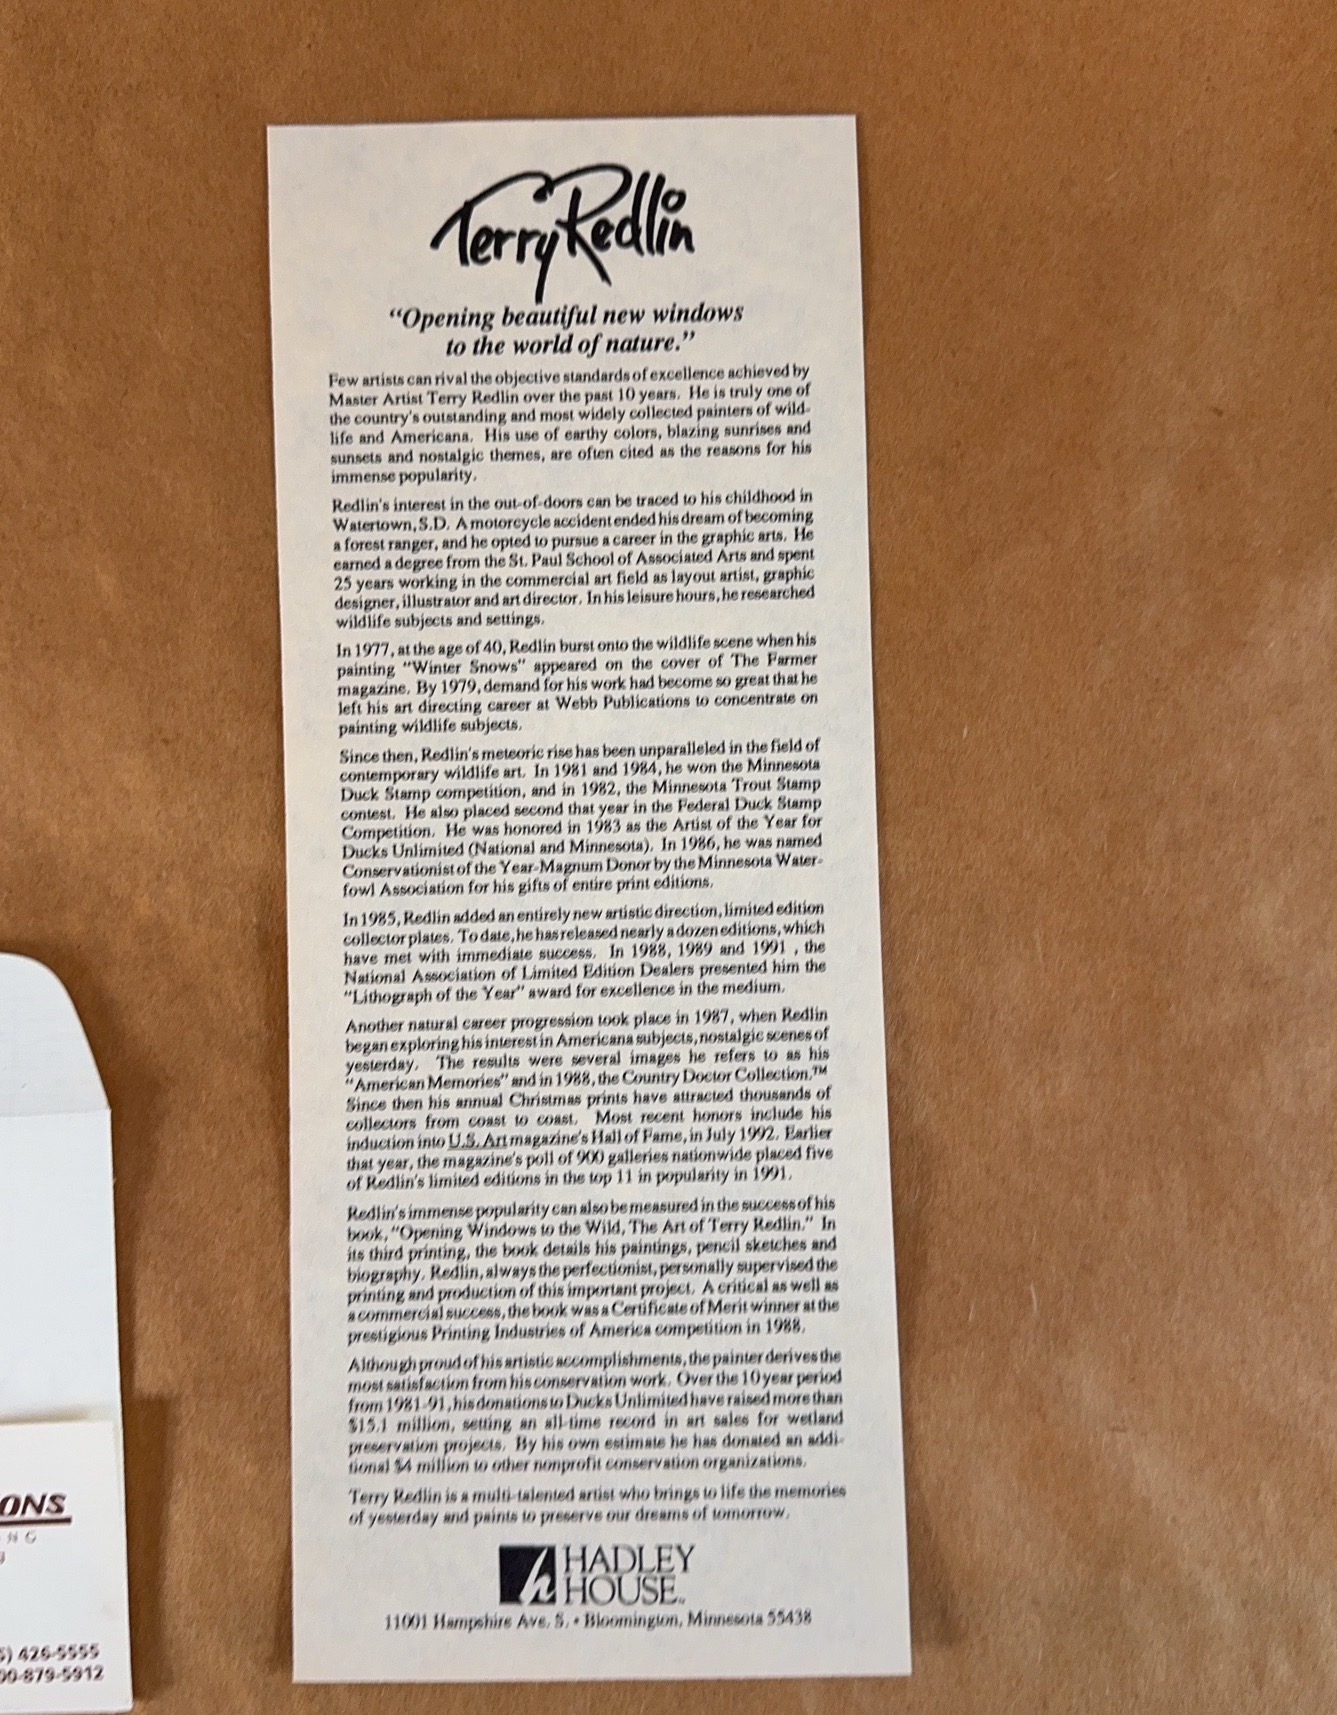 Terry Redlin
“Opening beautiful new windows
to the world of nature.”
Few artists can rival the objective standards of excellence achieved by
Master Artist Terry Redlin over the past 10 years. He is truly one of
the country's outstanding and most widely collected painters of wild-
life and Americana. His use of earthy colors, blazing sunrises and
sunsets and nostalgic themes, are often cited as the reasons for his
immense popularity.
Redlin's interest in the out-of-doors can be traced to his childhood in
Watertown, S.D. A motorcycle accident ended his dream of becoming
a forest ranger, and he opted to pursue a career in the graphic arts. He
earned a degree from the St. Paul School of Associated Arts and spent
25 years working in the commercial art field as layout artist, graphic
designer, illustrator and art director. In his leisure hours, he researched
wildlife subjects and settings.
In 1977, at the age of 40, Redlin burst onto the wildlife scene when his
painting "Winter Snows" appeared on the cover of The Farmer
magazine. By 1979, demand for his work had become so great that he
left his art directing career at Webb Publications to concentrate on
painting wildlife subjects.
Since then, Redlin's meteoric rise has been unparalleled in the field of
contemporary wildlife art. In 1981 and 1984, he won the Minnesota
Duck Stamp competition, and in 1982, the Minnesota Trout Stamp
contest. He also placed second that year in the Federal Duck Stamp
Competition. He was honored in 1983 as the Artist of the Year for
Ducks Unlimited (National and Minnesota). In 1986, he was named
Conservationist of the Year-Magnum Donor by the Minnesota Water-
fowl Association for his gifts of entire print editions.
In 1985, Redlin added an entirely new artistic direction, limited edition
collector plates. To date, he has released nearly a dozen editions, which
have met with immediate success. In 1988, 1989 and 1991 , the
National Association of Limited Edition Dealers presented him the
"Lithograph of the Year" award for excellence in the medium.
Another natural career progression took place in 1987, when Redlin
began exploring his interest in Americana subjects, nostalgic scenes of
yesterday. The results were several images he refers to as his
"American Memories" and in 1988, the Country Doctor Collection.™
Since then his annual Christmas prints have attracted thousands of
collectors from coast to coast. Most recent honors include his
induction into U.S. Art magazine's Hall of Fame, in July 1992. Earlier
that year, the magazine's poll of 900 galleries nationwide placed five
of Redlin's limited editions in the top 11 in popularity in 1991.
Redlin's immense popularity can also be measured in the success of his
book, "Opening Windows to the Wild, The Art of Terry Redlin." In
its third printing, the book details his paintings, pencil sketches and
biography. Redlin, always the perfectionist, personally supervised the
printing and production of this important project. A critical as well as
a commercial success, the book was a Certificate of Merit winner at the
prestigious Printing Industries of America competition in 1988.
Although proud of his artistic accomplishments, the painter derives the
most satisfaction from his conservation work. Over the 10 year period
from 1981-91, his donations to Ducks Unlimited have raised more than
$15.1 million, setting an all-time record in art sales for wetland
preservation projects. By his own estimate he has donated an addi-
tional $4 million to other nonprofit conservation organizations.
Terry Redlin is a multi-talented artist who brings to life the memories
of yesterday and paints to preserve our dreams of tomorrow.
h HADLEY
HOUSE™
11001 Hampshire Ave. S. • Bloomington, Minnesota 55438
ONS
NG
) 426-5555
00-879-5912